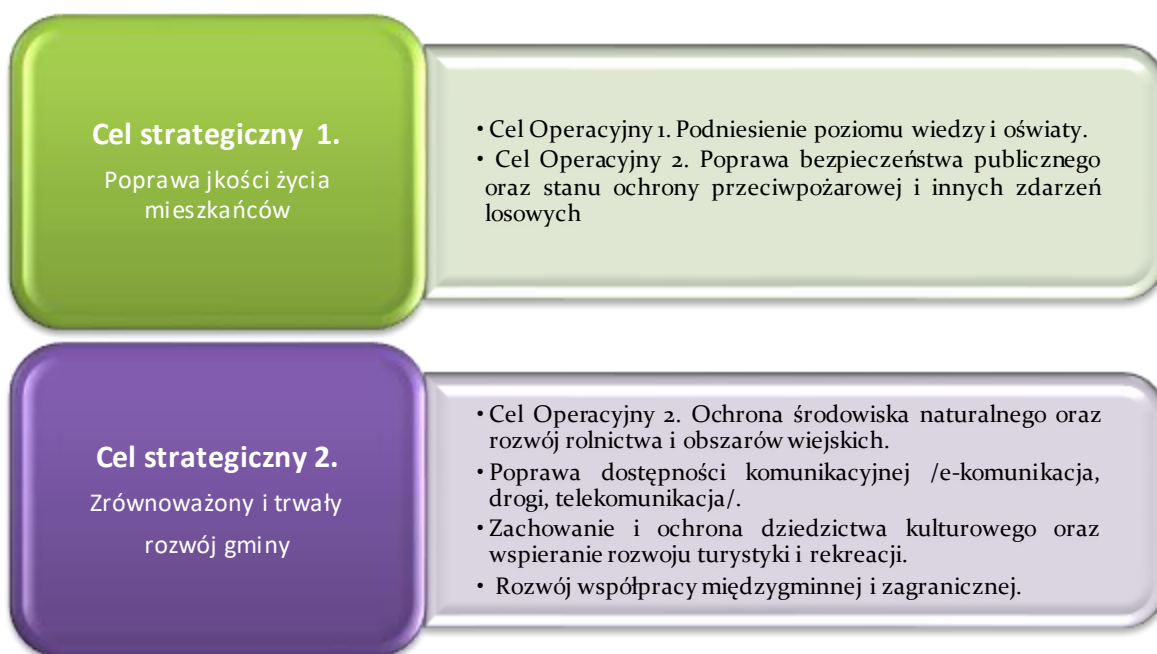 Cel strategiczny 1.
Poprawa jkości życia
mieszkańców
• Cel Operacyjny 1. Podniesienie poziomu wiedzy i oświaty.
• Cel Operacyjny 2. Poprawa bezpieczeństwa publicznego
oraz stanu ochrony przeciwpożarowej i innych zdarzeń
losowych
Cel strategiczny 2.
Zrównoważony i trwały
rozwój gminy
• Cel Operacyjny 2. Ochrona środowiska naturalnego oraz
rozwój rolnictwa i obszarów wiejskich.
• Poprawa dostępności komunikacyjnej /e-komunikacja,
drogi, telekomunikacja/.
• Zachowanie i ochrona dziedzictwa kulturowego oraz
wspieranie rozwoju turystyki i rekreacji.
• Rozwój współpracy międzygminnej i zagranicznej.